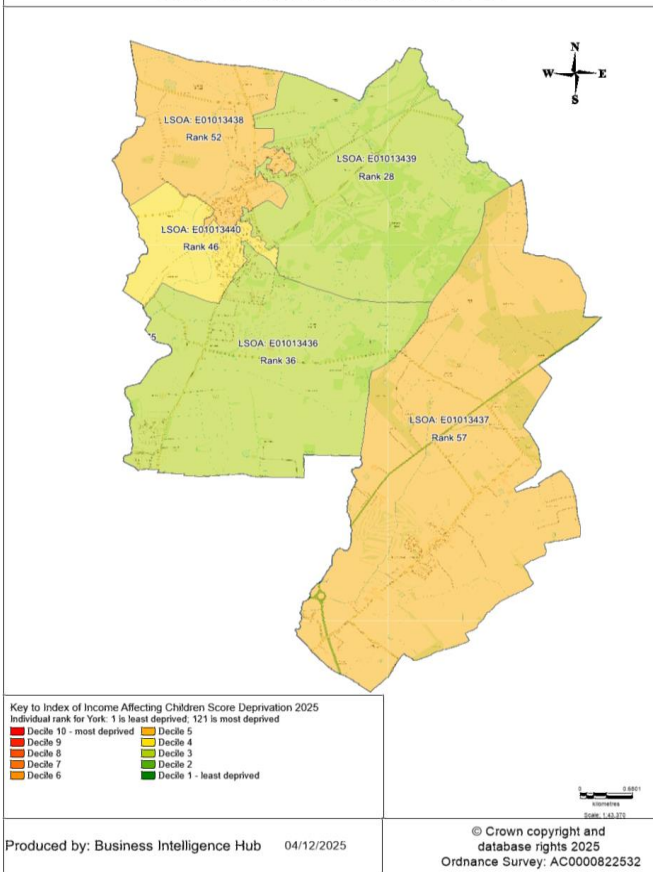 N
W E
S
LSOA: E01013438
Rank 52
LSOA: E01013439
Rank 28
LSOA: E01013440
Rank 46
LSOA: E01013436
Rank 36
LSOA: E01013437
Rank 57
Key to Index of Income Affecting Children Score Deprivation 2025
Individual rank for York: 1 is least deprived; 121 is most deprived
Decile 10 - most deprived Decile 5
Decile 9 Decile 4
Decile 8 Decile 3
Decile 7 Decile 2
Decile 6 Decile 1 - least deprived
kilometres
Scale: 1:43,370
Produced by: Business Intelligence Hub 04/12/2025
© Crown copyright and
database rights 2025
Ordnance Survey: AC0000822532